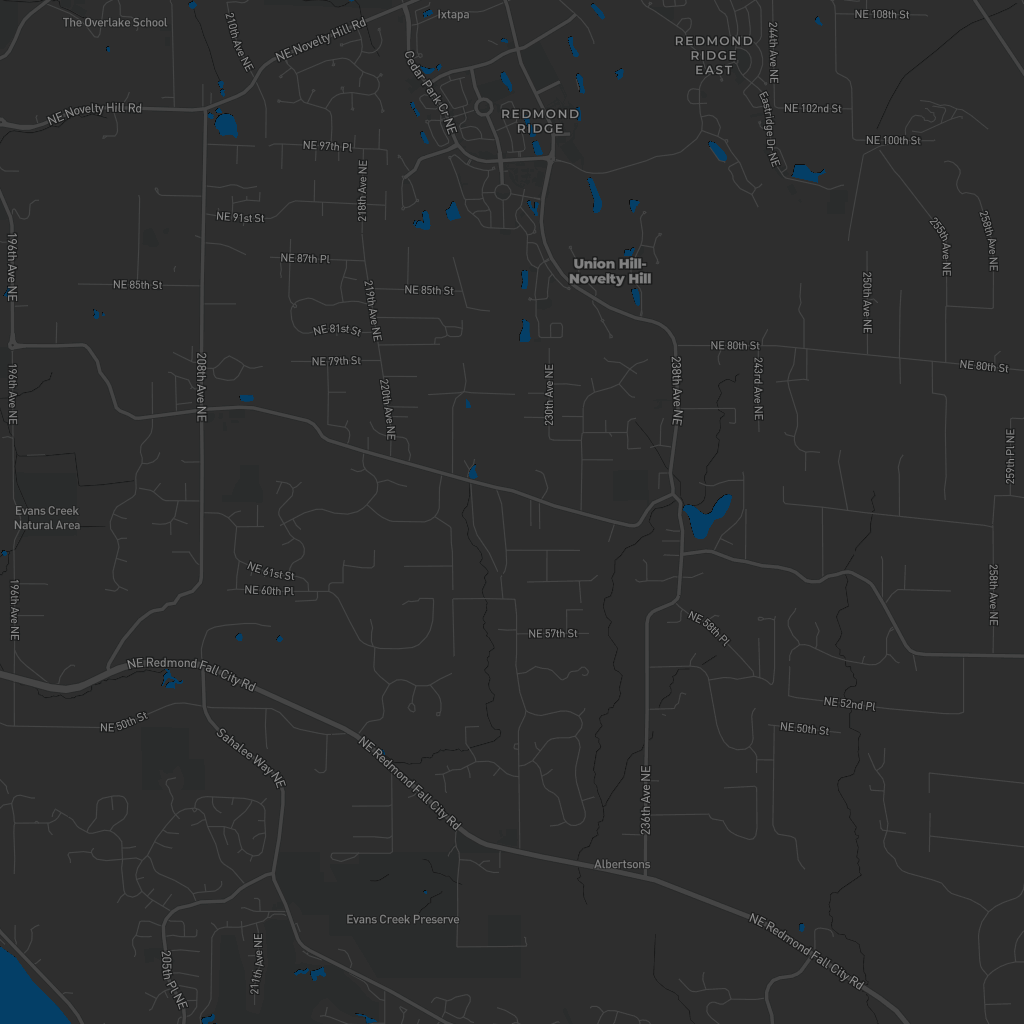 Ixtapa
NE 108th St
The Overlake School
210th Ave NE
NE Novelty Hill Rd
244th Ave NE
REDMOND
RIDGE
EAST
Cedar Park Cr NE
NE Novelty Hill Rd
NE 102nd St
REDMOND
RIDGE
Eastridge Dr NE
NE 100th St
NE 97th Pl
218th Ave NE
NE 91st St
255th Ave NE
258th Ave NE
196th Ave NE
NE 87th Pl
Union Hill-
Novelty Hill
NE 85th St
NE 85th St
219th Ave NE
250th Ave NE
NE 81st St
NE 80th St
NE 79th St
NE 80th St
208th Ave NE
196th Ave NE
220th Ave NE
230th Ave NE
238th Ave NE
243rd Ave NE
259th Pl NE
Evans Creek
Natural Area
NE 61st St
NE 60th Pl
196th Ave NE
258th Ave NE
NE 58th Pl
NE 57th St
NE Redmond Fall City Rd
NE 52nd Pl
NE 50th St
NE 50th St
Sahalee Way NE
NE Redmond Fall City Rd
236th Ave NE
Albertsons
Evans Creek Preserve
NE Redmond Fall City Rd
205th Pl NE
211th Ave NE